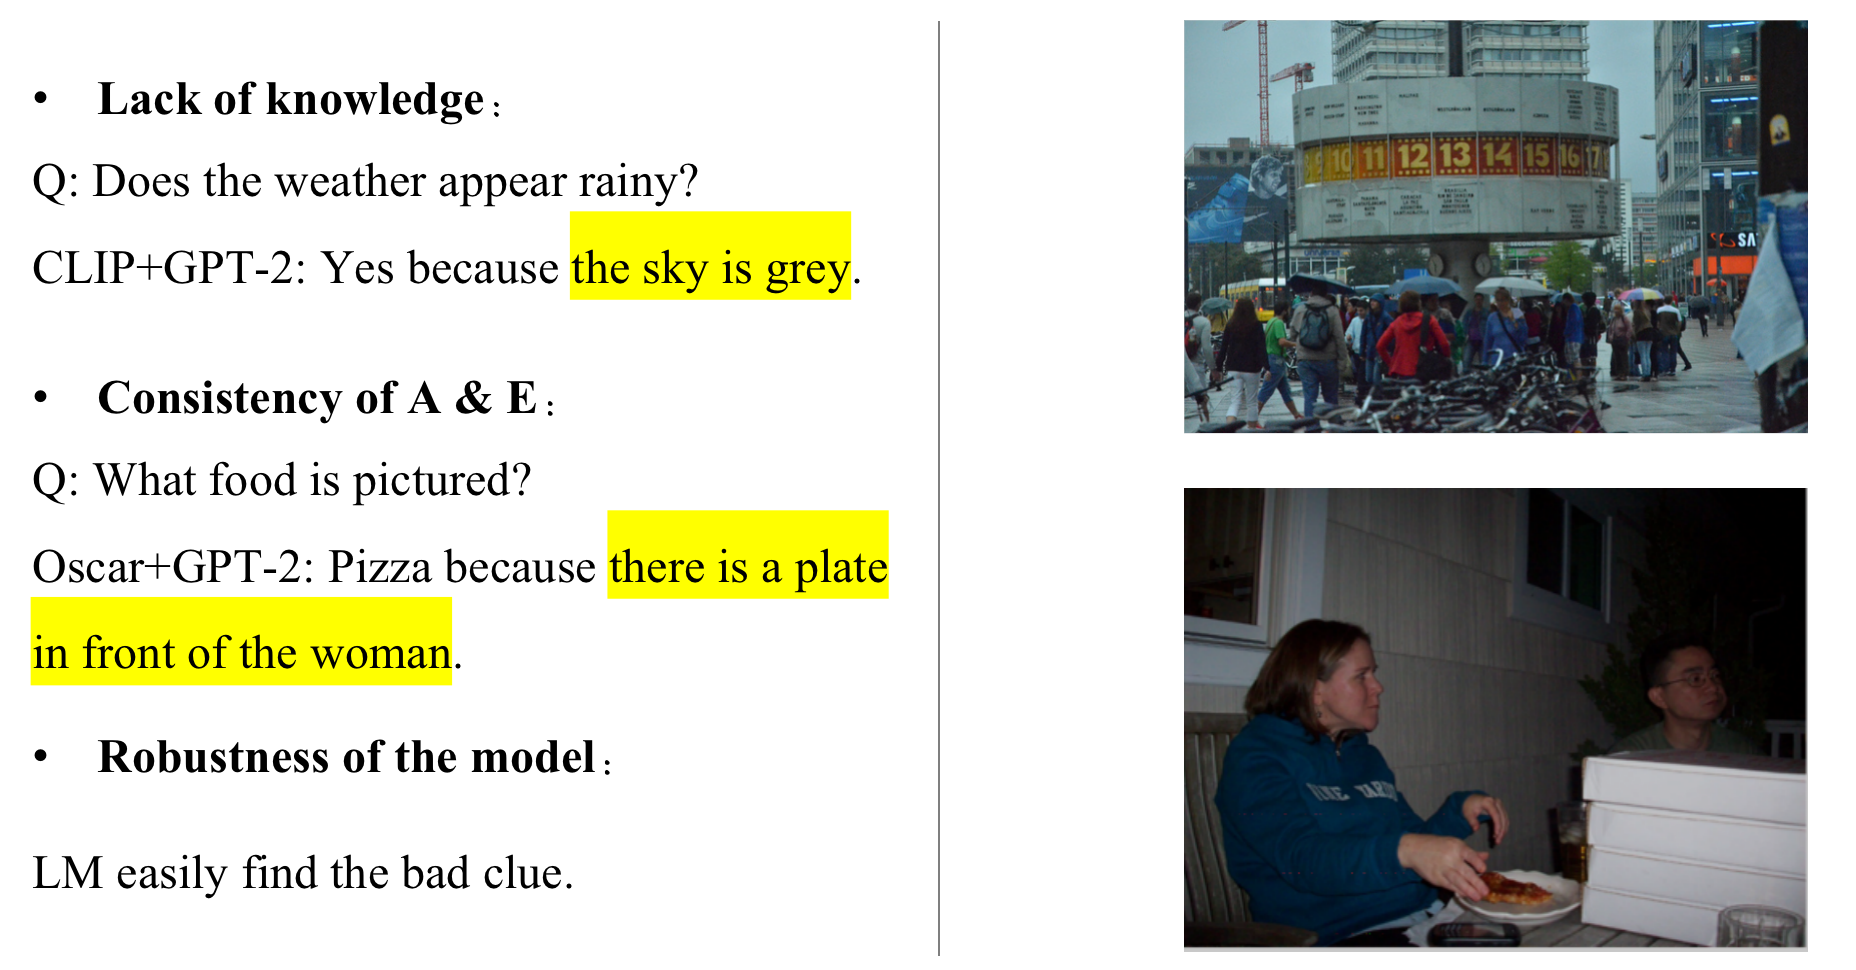 • Lack of knowledge：
Q: Does the weather appear rainy?
CLIP+GPT-2: Yes because the sky is grey.
• Consistency of A & E：
Q: What food is pictured?
Oscar+GPT-2: Pizza because there is a plate
in front of the woman.
• Robustness of the model：
LM easily find the bad clue.
10 11 12 13 14 15 16 17
SA